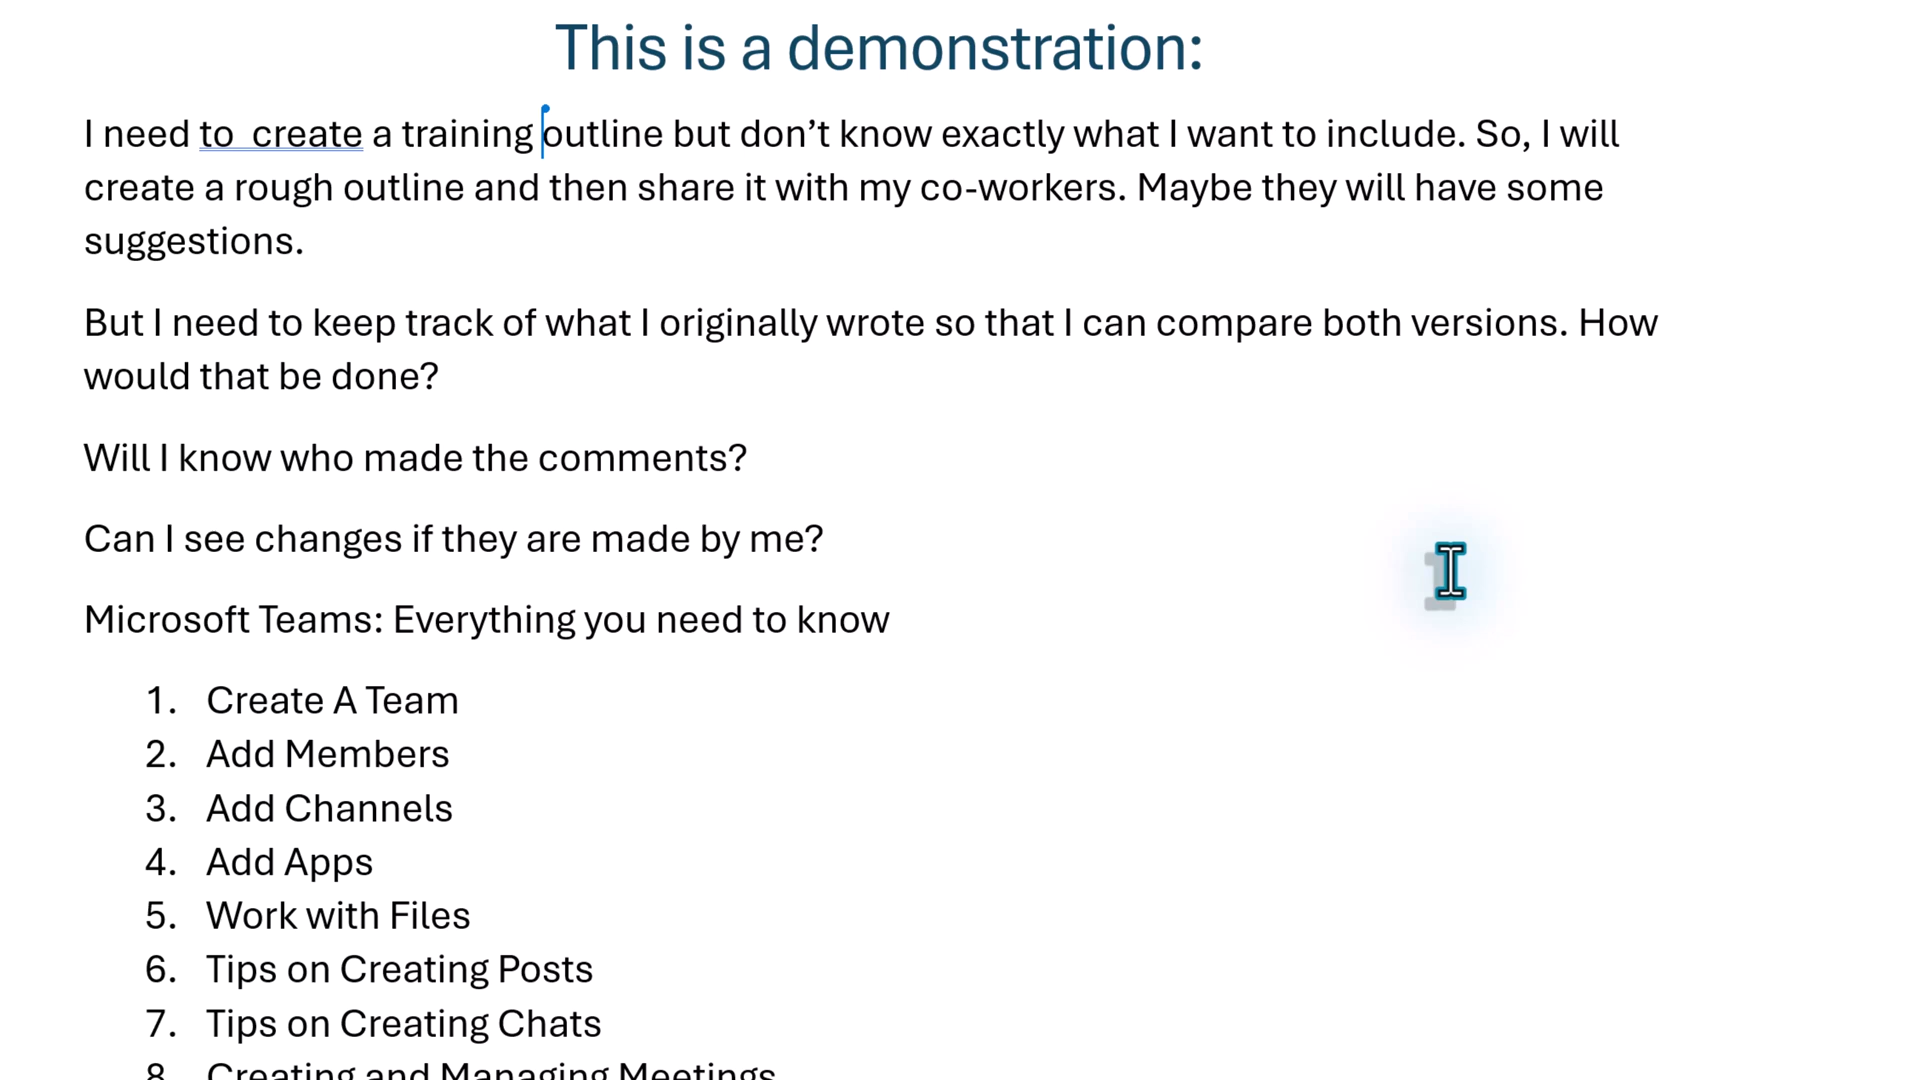 This is a demonstration:
I need to  create a training outline but don’t know exactly what I want to include. So, I will
create a rough outline and then share it with my co-workers. Maybe they will have some
suggestions.
But I need to keep track of what I originally wrote so that I can compare both versions. How
would that be done?
Will I know who made the comments?
Can I see changes if they are made by me?
Microsoft Teams: Everything you need to know
1. Create A Team
2. Add Members
3. Add Channels
4. Add Apps
5. Work with Files
6. Tips on Creating Posts
7. Tips on Creating Chats
8. Creating and Managing Meetings